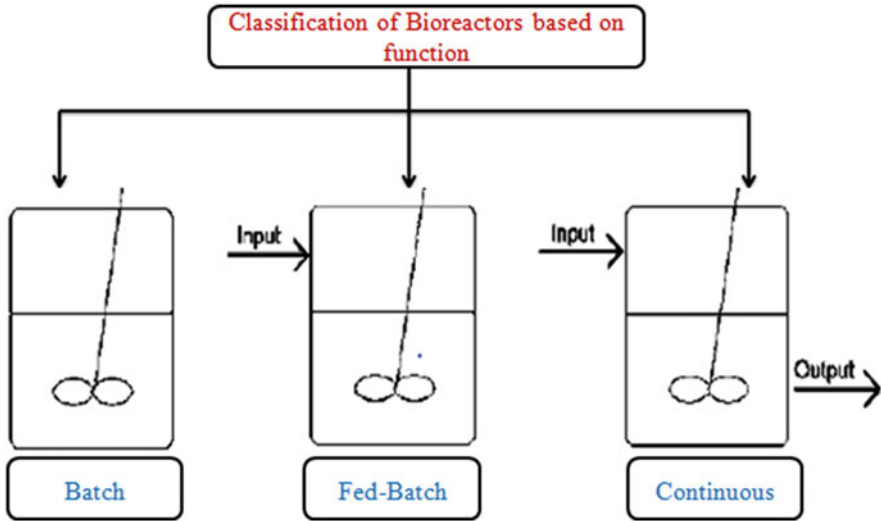 Classification of Bioreactors based on
function
Input
Input
Output
Batch
Fed-Batch
Continuous